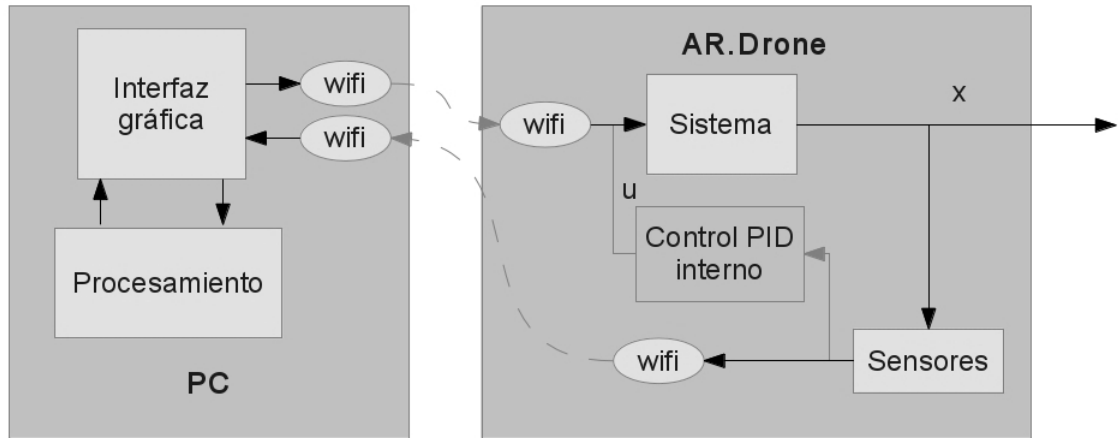 Interfaz
gráfica
wifi
wifi
Procesamiento
PC
AR.Drone
wifi
Sistema
x
u
Control PID
interno
wifi
Sensores